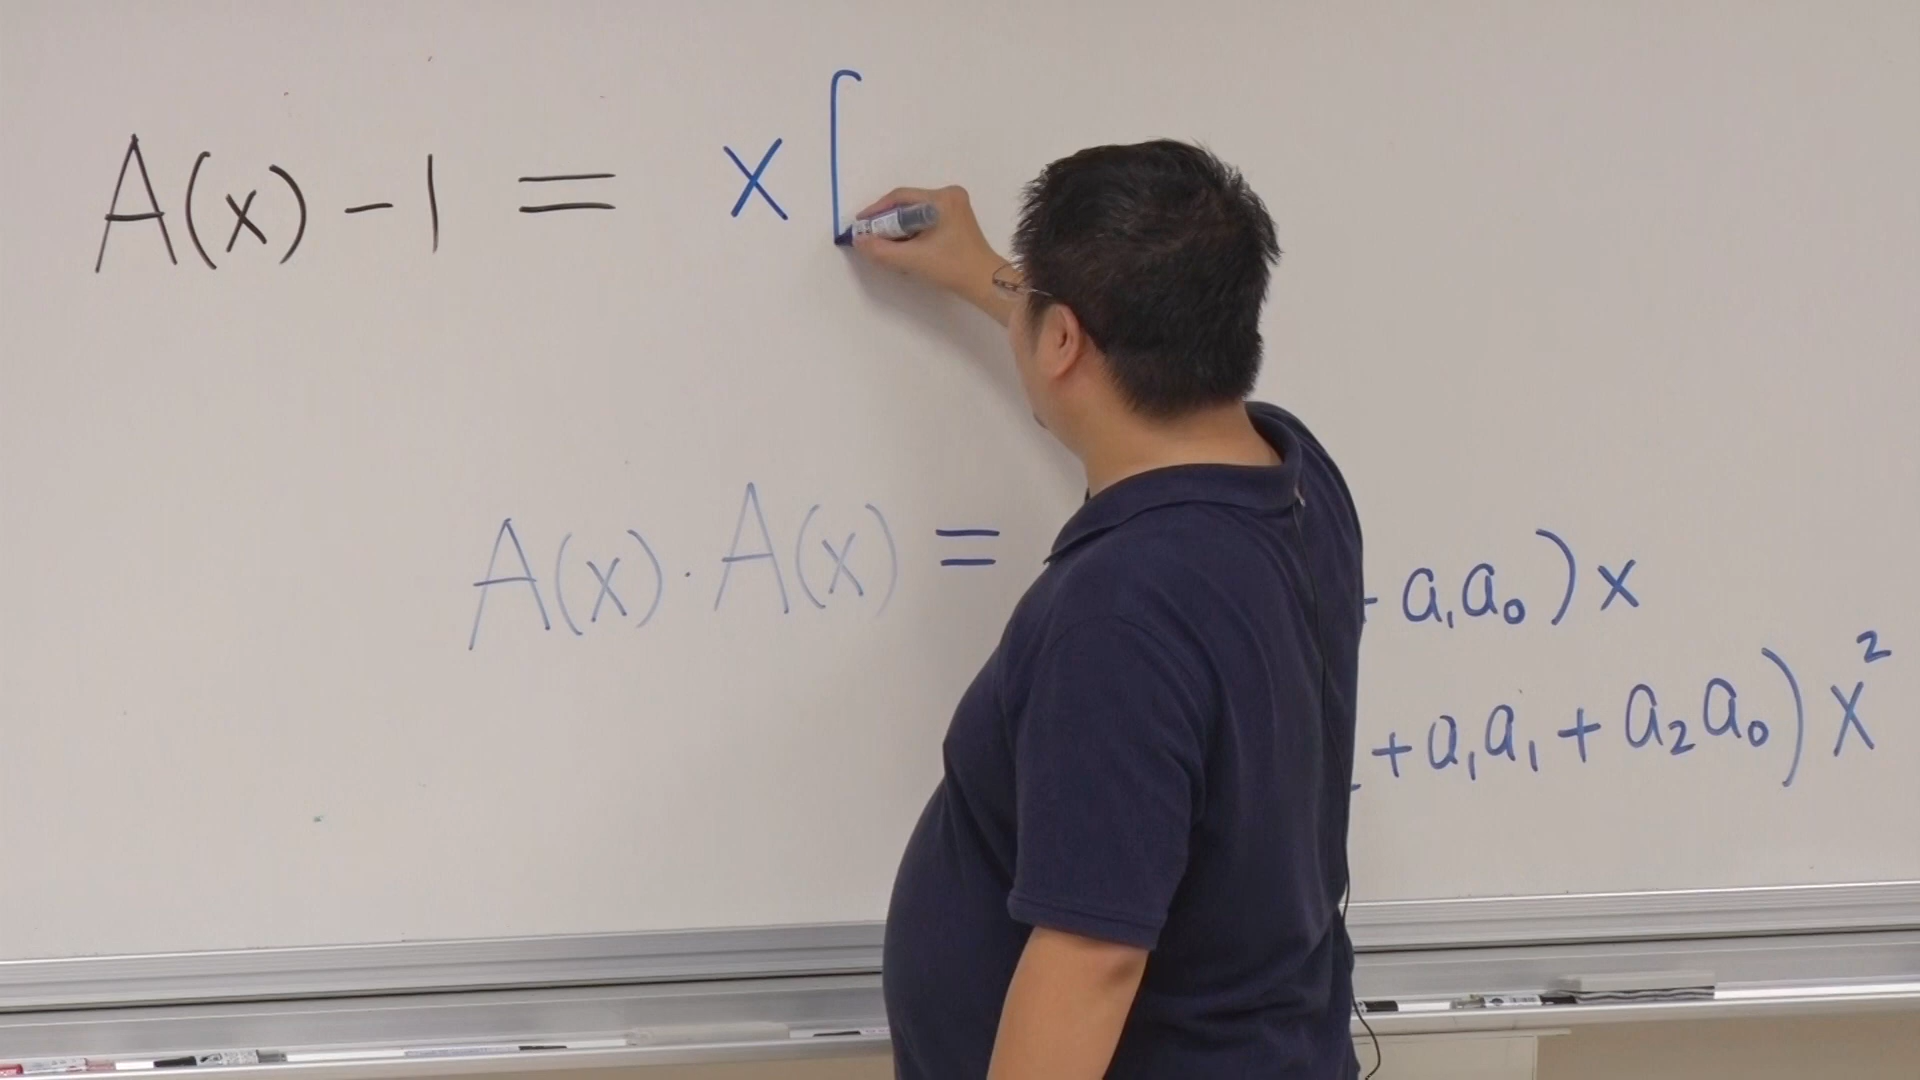 A(x) - 1 = x [
A(x) · A(x) = a₁a₀) x
+ a₁a₁ + a₂a₀) x²